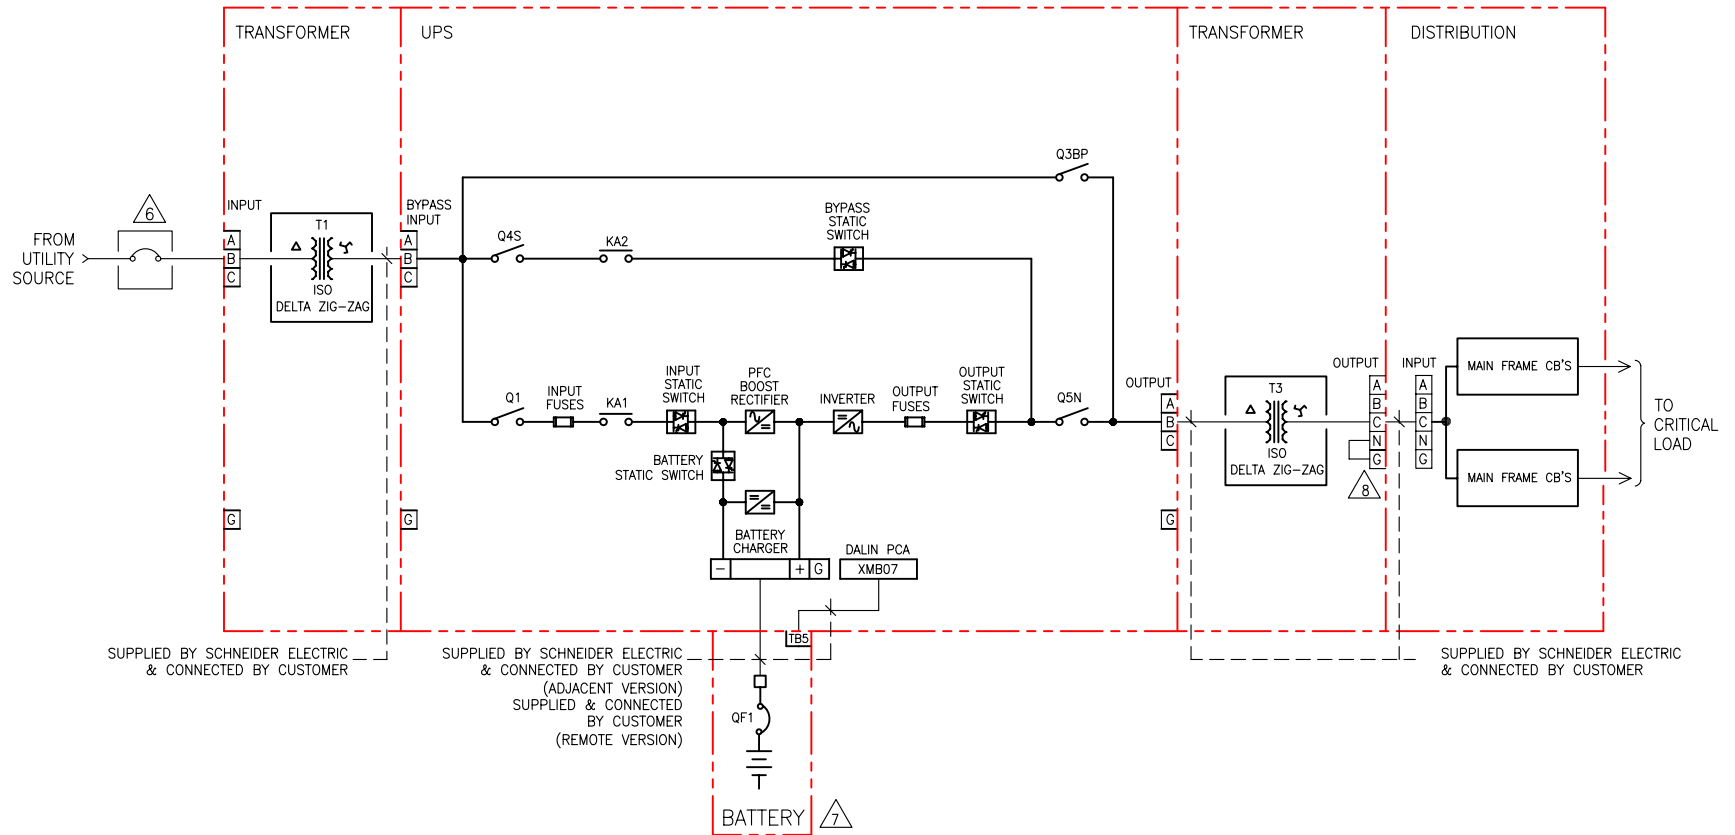 TRANSFORMER
UPS
TRANSFORMER
DISTRIBUTION
Q3BP
6
INPUT
BYPASS
INPUT
T1
ISO
DELTA ZIG-ZAG
FROM
UTILITY
SOURCE
A
B
C
A
B
C
Q4S
KA2
BYPASS
STATIC
SWITCH
Q1
INPUT
FUSES
KA1
INPUT
STATIC
SWITCH
PFC
BOOST
RECTIFIER
INVERTER
OUTPUT
FUSES
OUTPUT
STATIC
SWITCH
Q5N
OUTPUT
A
B
C
T3
ISO
DELTA ZIG-ZAG
OUTPUT
A
B
C
N
G
INPUT
A
B
C
N
G
MAIN FRAME CB'S
MAIN FRAME CB'S
TO
CRITICAL
LOAD
8
BATTERY
STATIC SWITCH
G
G
G
BATTERY
CHARGER
− + G
DALIN PCA
XMB07
TB5
SUPPLIED BY SCHNEIDER ELECTRIC
& CONNECTED BY CUSTOMER
SUPPLIED BY SCHNEIDER ELECTRIC
& CONNECTED BY CUSTOMER
(ADJACENT VERSION)
SUPPLIED & CONNECTED
BY CUSTOMER
(REMOTE VERSION)
SUPPLIED BY SCHNEIDER ELECTRIC
& CONNECTED BY CUSTOMER
QF1
BATTERY
7